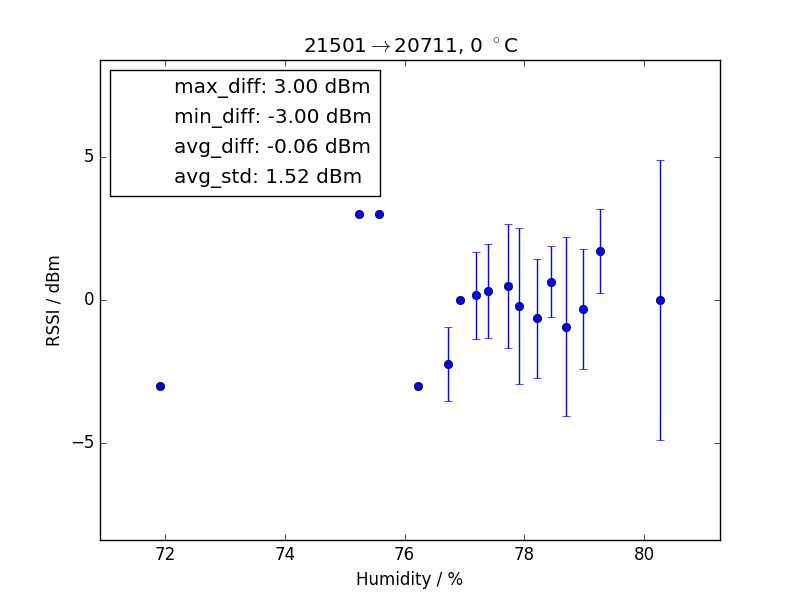 21501→20711, 0 °C
max_diff: 3.00 dBm
min_diff: -3.00 dBm
avg_diff: -0.06 dBm
avg_std: 1.52 dBm
RSSI / dBm
5
0
−5
72 74 76 78 80
Humidity / %